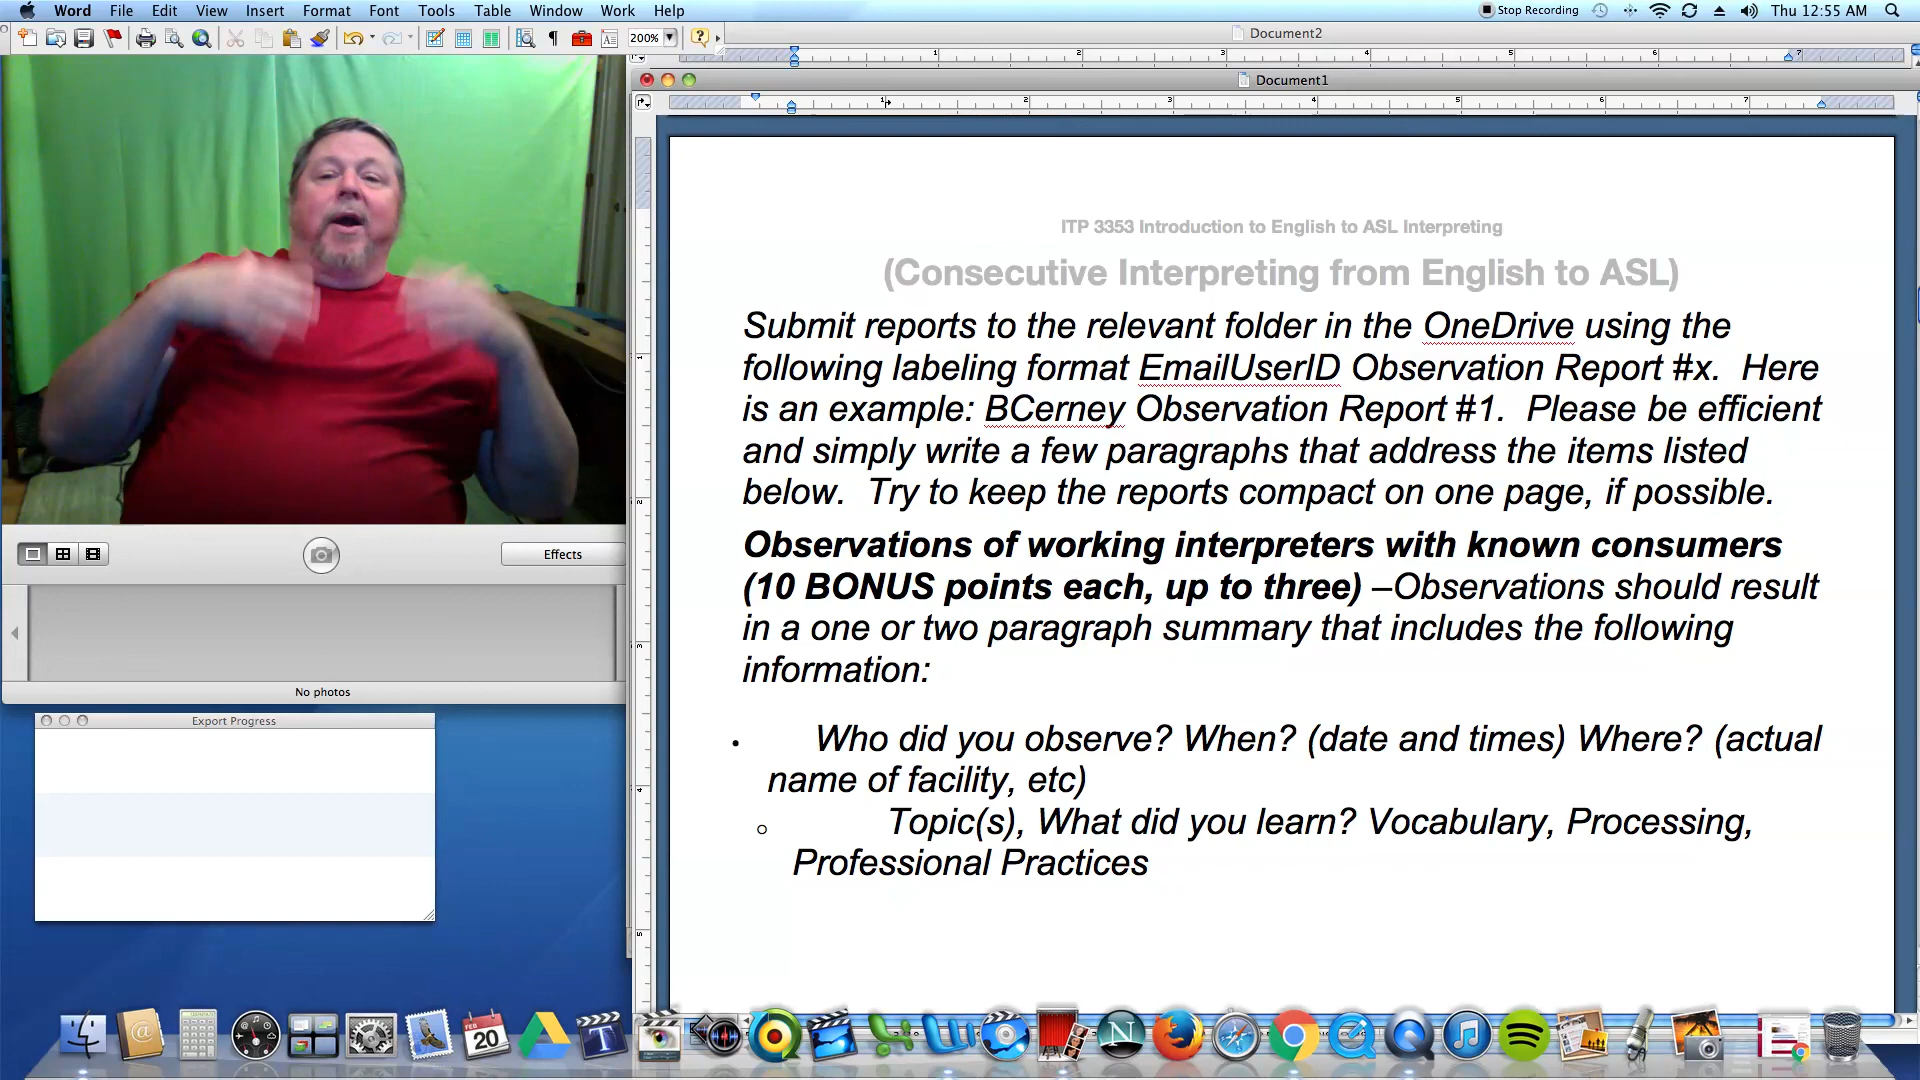 Word File Edit View Insert Format Font Tools Table Window Work Help
Stop Recording Thu 12:55 AM
200%
Document2
Document1
ITP 3353 Introduction to English to ASL Interpreting
(Consecutive Interpreting from English to ASL)
Submit reports to the relevant folder in the OneDrive using the
following labeling format EmailUserID Observation Report #x.  Here
is an example: BCerney Observation Report #1.  Please be efficient
and simply write a few paragraphs that address the items listed
below.  Try to keep the reports compact on one page, if possible.
Observations of working interpreters with known consumers
(10 BONUS points each, up to three) –Observations should result
in a one or two paragraph summary that includes the following
information:
• Who did you observe? When? (date and times) Where? (actual
name of facility, etc)
o Topic(s), What did you learn? Vocabulary, Processing,
Professional Practices
Effects
No photos
Export Progress
FEB
20